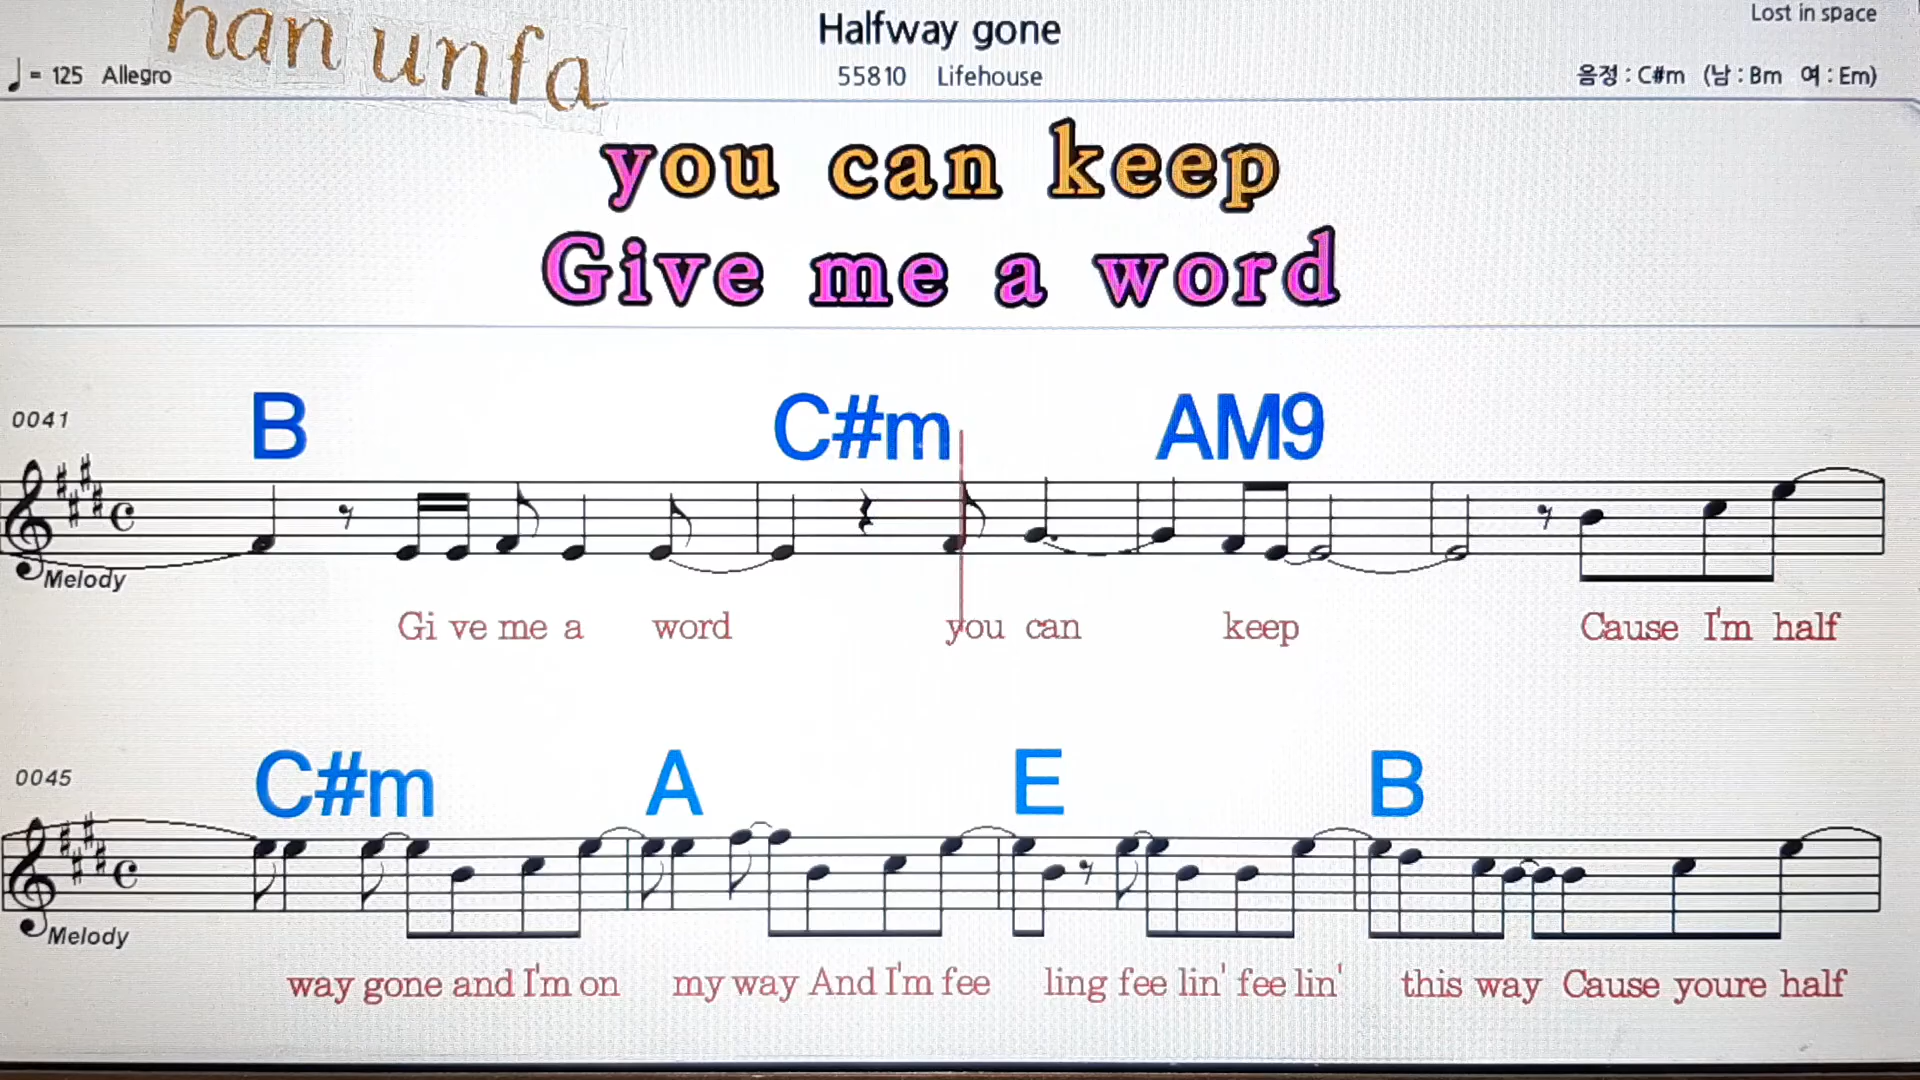 han unfa
Halfway gone
Lost in space
= 125 Allegro
55810 Lifehouse
음정 : C#m (남 : Bm 여 : Em)
you can keep
Give me a word
0041 B C#m AM9
Melody
Gi ve me a word you can keep Cause I'm half
0045 C#m A E B
Melody
way gone and I'm on my way And I'm fee ling fee lin' fee lin' this way Cause youre half